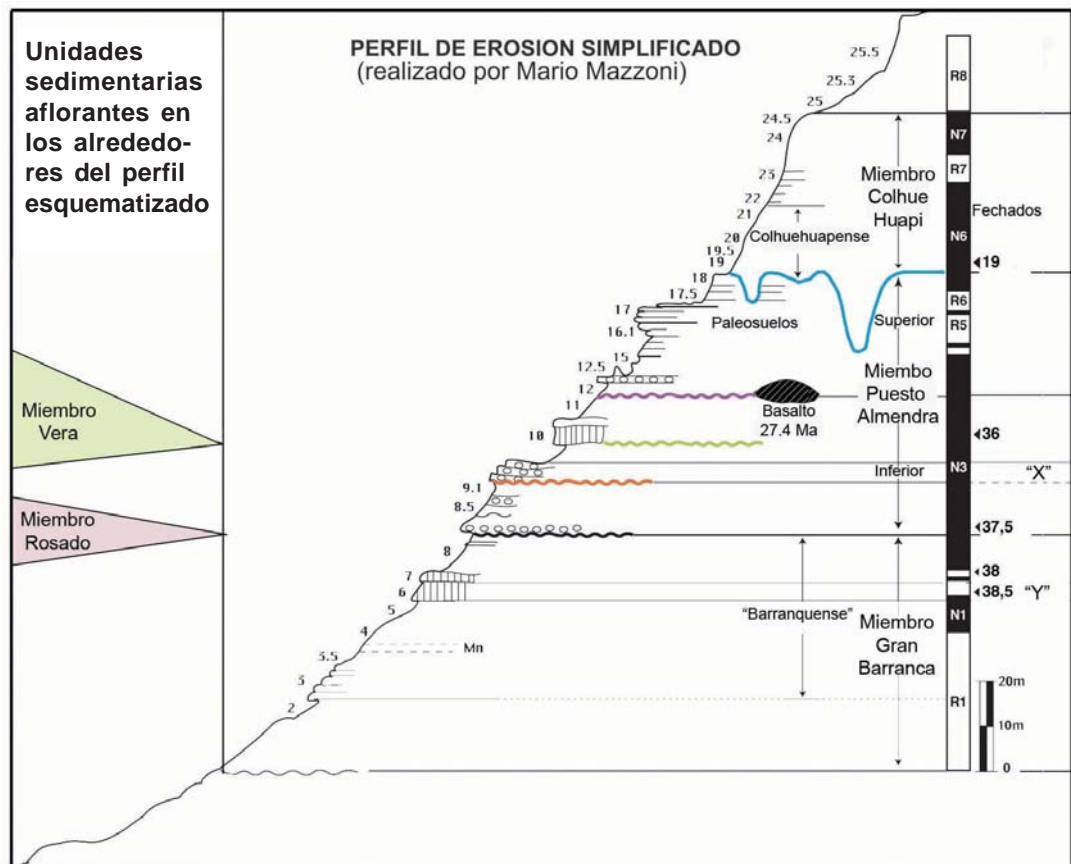 Unidades
sedimentarias
aflorantes en
los alrededo-
res del perfil
esquematizado
PERFIL DE EROSION SIMPLIFICADO
(realizado por Mario Mazzoni)
25.5
25.3
25
24.5
24
23
22
21
20
19.5
19
18
17.5
17
16.1
15
12.5
12
11
10
9.1
8.5
8
7
6
5
4
3.5
3
2
Mn
Miembro
Vera
Miembro
Rosado
Miembro
Colhue
Huapi
Colhuehuapense
Paleosuelos
Superior
Miembo
Puesto
Almendra
Basalto
27.4 Ma
Inferior
"Barranquense"
Miembro
Gran
Barranca
R8
N7
R7
N6
R6
R5
N3
N1
R1
Fechados
19
36
"X"
37,5
38
38,5 "Y"
20m
10m
0